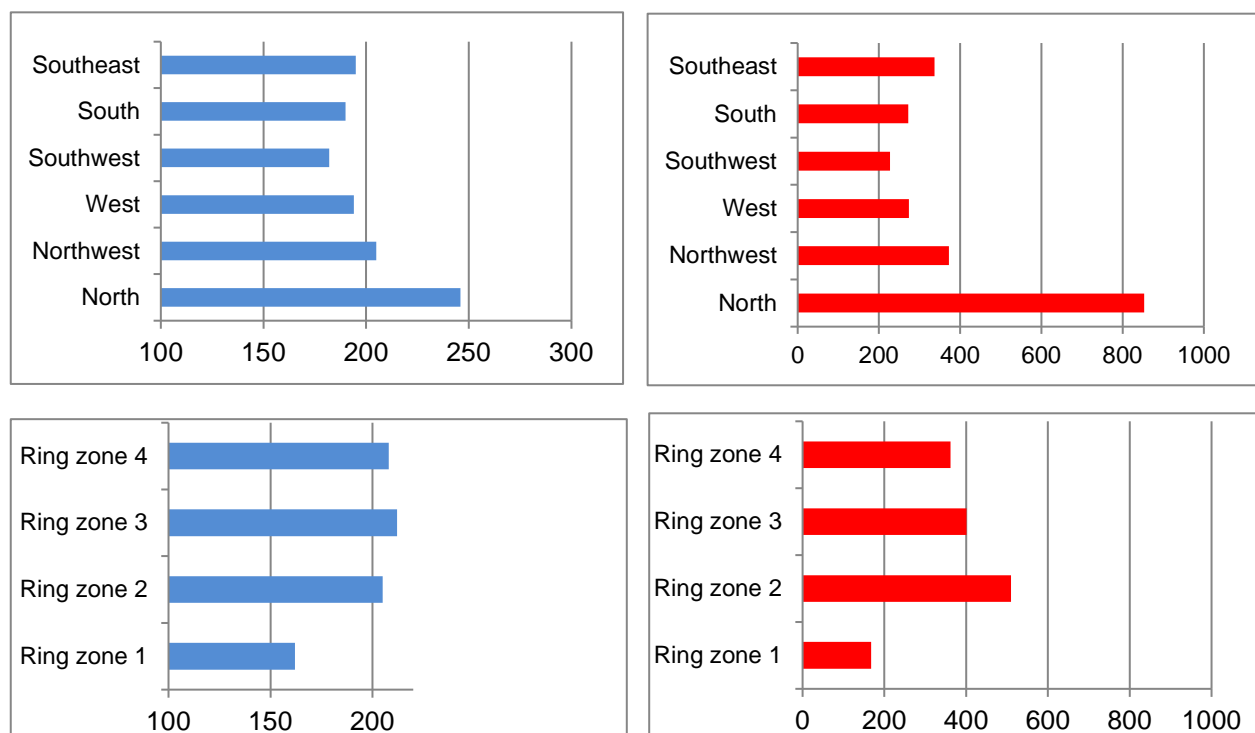 Southeast
South
Southwest
West
Northwest
North
100 150 200 250 300
Southeast
South
Southwest
West
Northwest
North
0 200 400 600 800 1000
Ring zone 4
Ring zone 3
Ring zone 2
Ring zone 1
100 150 200
Ring zone 4
Ring zone 3
Ring zone 2
Ring zone 1
0 200 400 600 800 1000